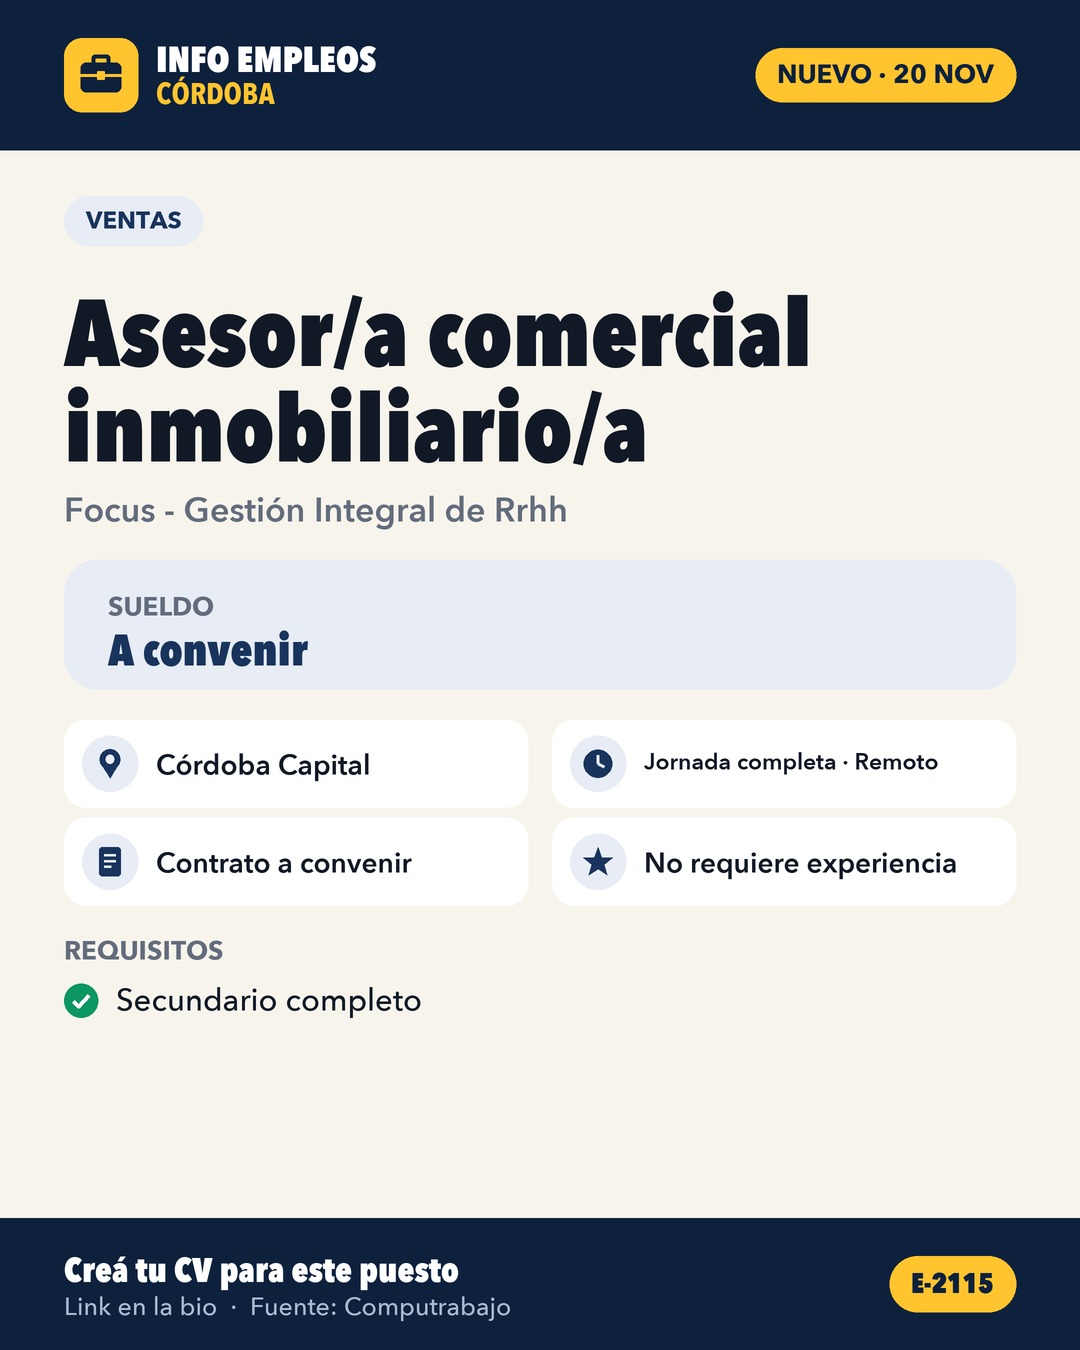 INFO EMPLEOS
CÓRDOBA
NUEVO · 20 NOV
VENTAS
Asesor/a comercial
inmobiliario/a
Focus - Gestión Integral de Rrhh
SUELDO
A convenir
Córdoba Capital
Jornada completa · Remoto
Contrato a convenir
No requiere experiencia
REQUISITOS
Secundario completo
Creá tu CV para este puesto
Link en la bio · Fuente: Computrabajo
E-2115